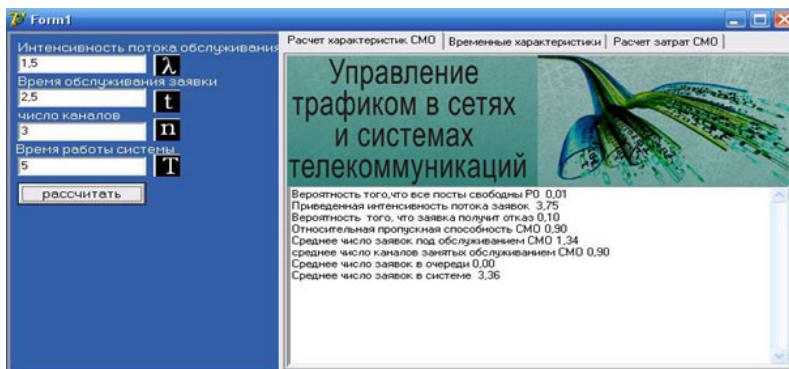 Form1
Интенсивность потока обслуживания
1,5
λ
Время обслуживания заявки
2,5
t
число каналов
3
n
Время работы системы
5
T
рассчитать
Расчет характеристик СМО
Временные характеристики
Расчет затрат СМО
Управление
трафиком в сетях
и системах
телекоммуникаций
Вероятность того,что все посты свободны P0 0,01
Приведенная интенсивность потока заявок 3,75
Вероятность того, что заявка получит отказ 0,10
Относительная пропускная способность СМО 0,90
Среднее число заявок под обслуживанием СМО 1,34
среднее число каналов занятых обслуживанием СМО 0,90
Среднее число заявок в очереди 0,00
Среднее число заявок в системе 3,36